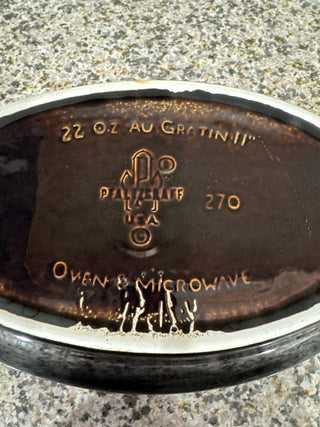 22 OZ AU GRATIN 11"
PFALTZGRAFF
270
USA
©
OVEN & MICROWAVE